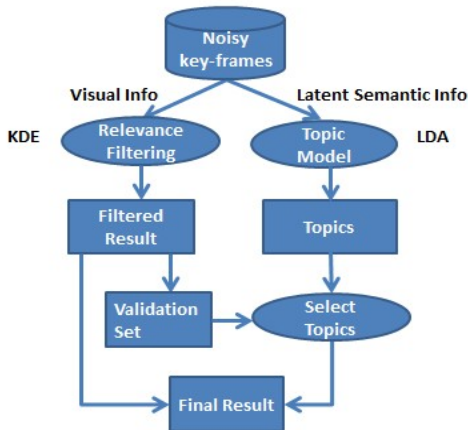 Noisy
key-frames
Visual Info
Latent Semantic Info
KDE
Relevance
Filtering
Topic
Model
LDA
Filtered
Result
Topics
Validation
Set
Select
Topics
Final Result